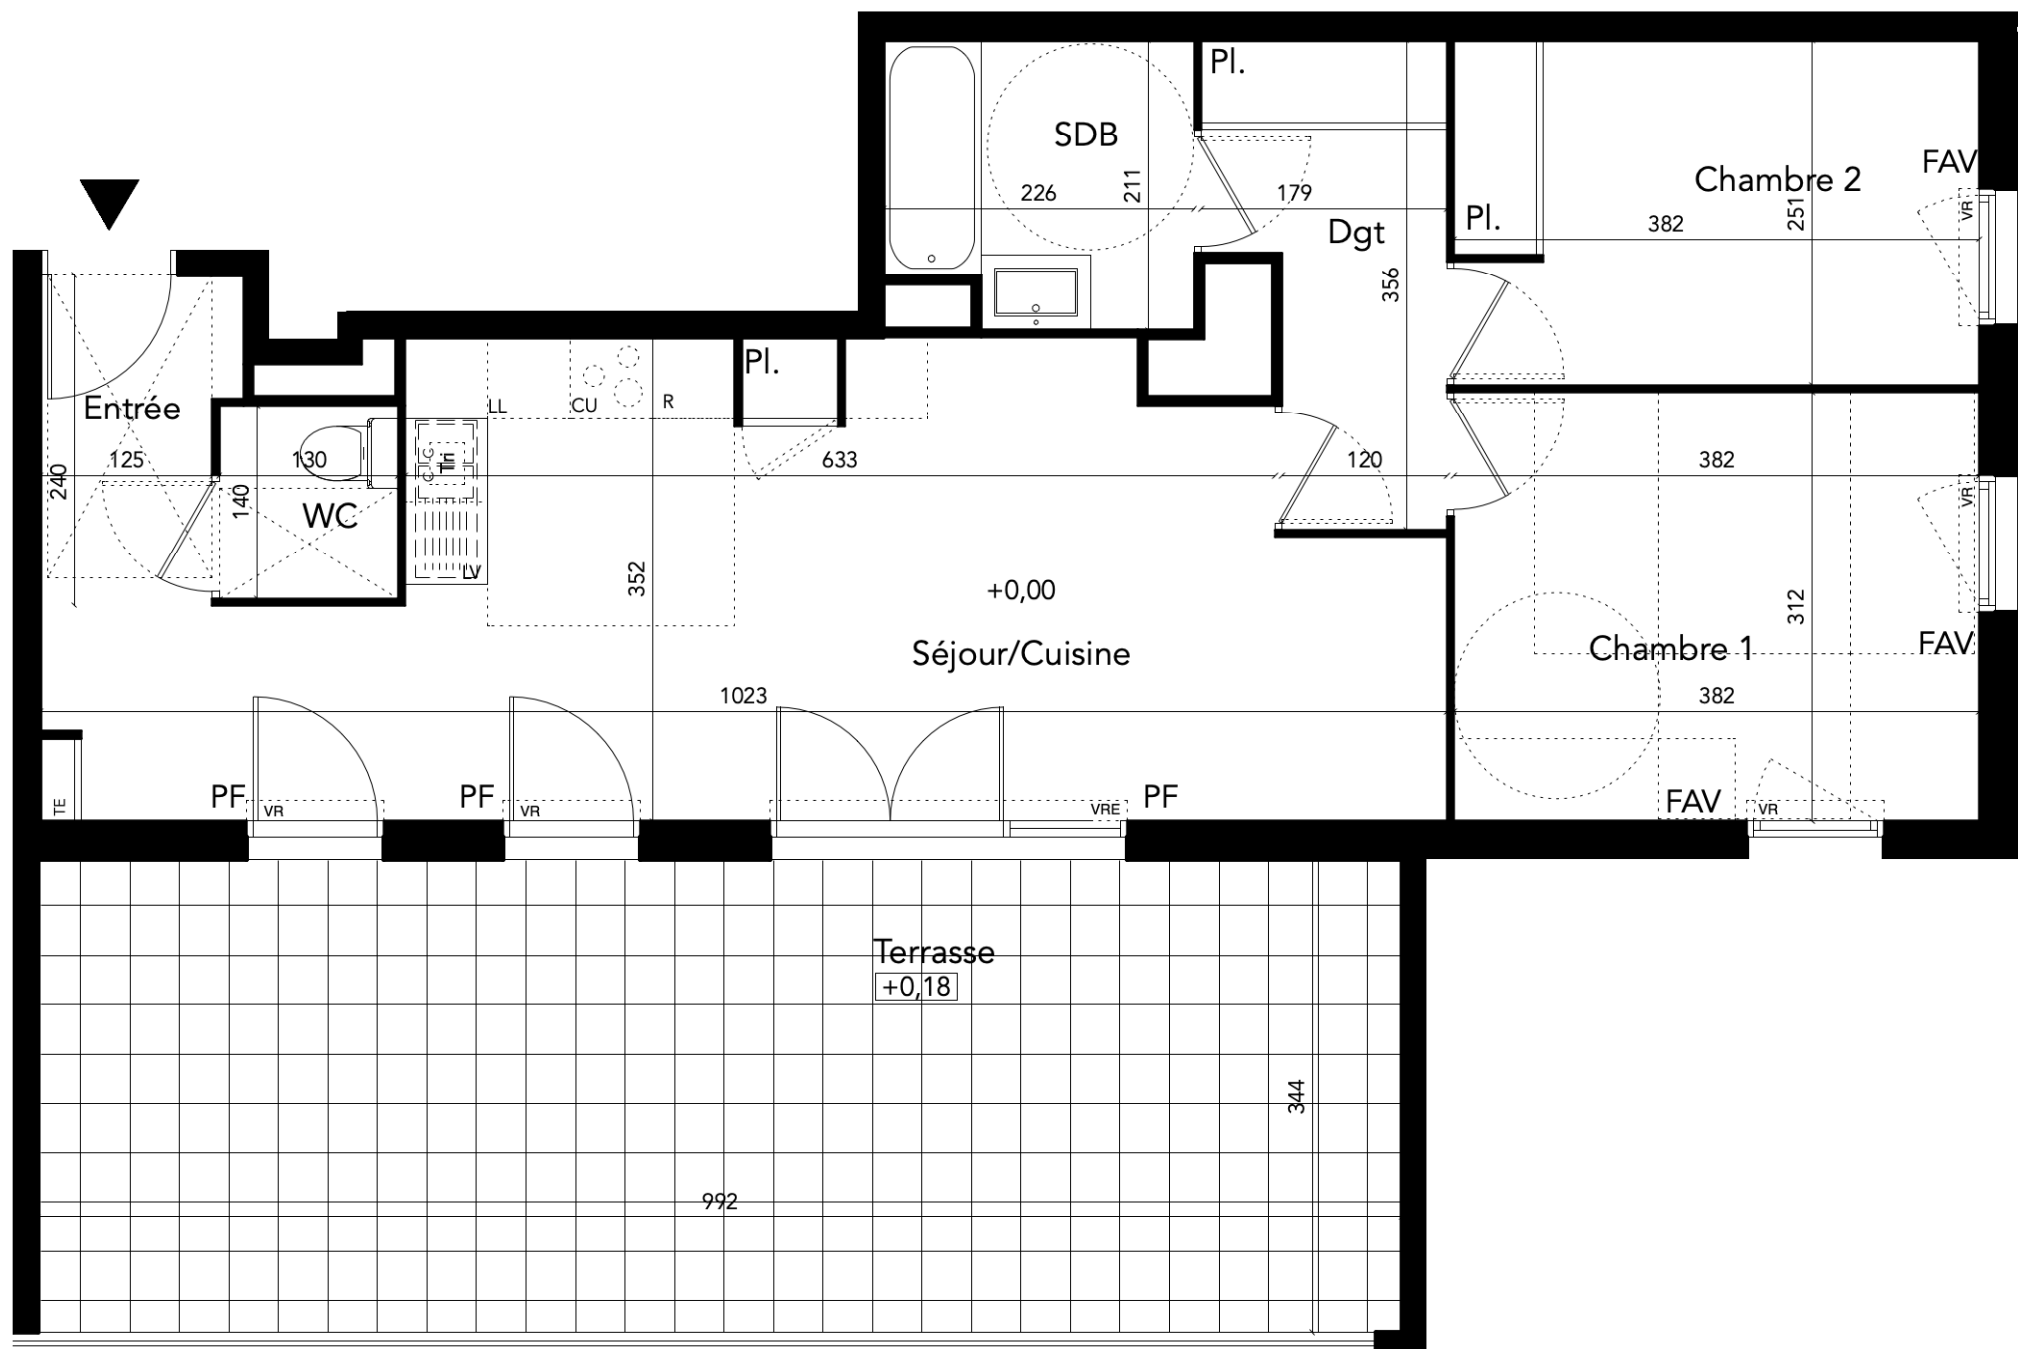 Pl.
SDB
226
211
179
Dgt
356
Pl.
Chambre 2
251
382
FAV
VR
Entrée
125
240
130
140
WC
LL
CU
R
Pl.
C
G
Tri
LV
352
633
120
382
+0,00
Séjour/Cuisine
1023
312
Chambre 1
VR
FAV
382
TE
PF
VR
PF
VR
VRE
PF
FAV
VR
Terrasse
+0,18
344
992